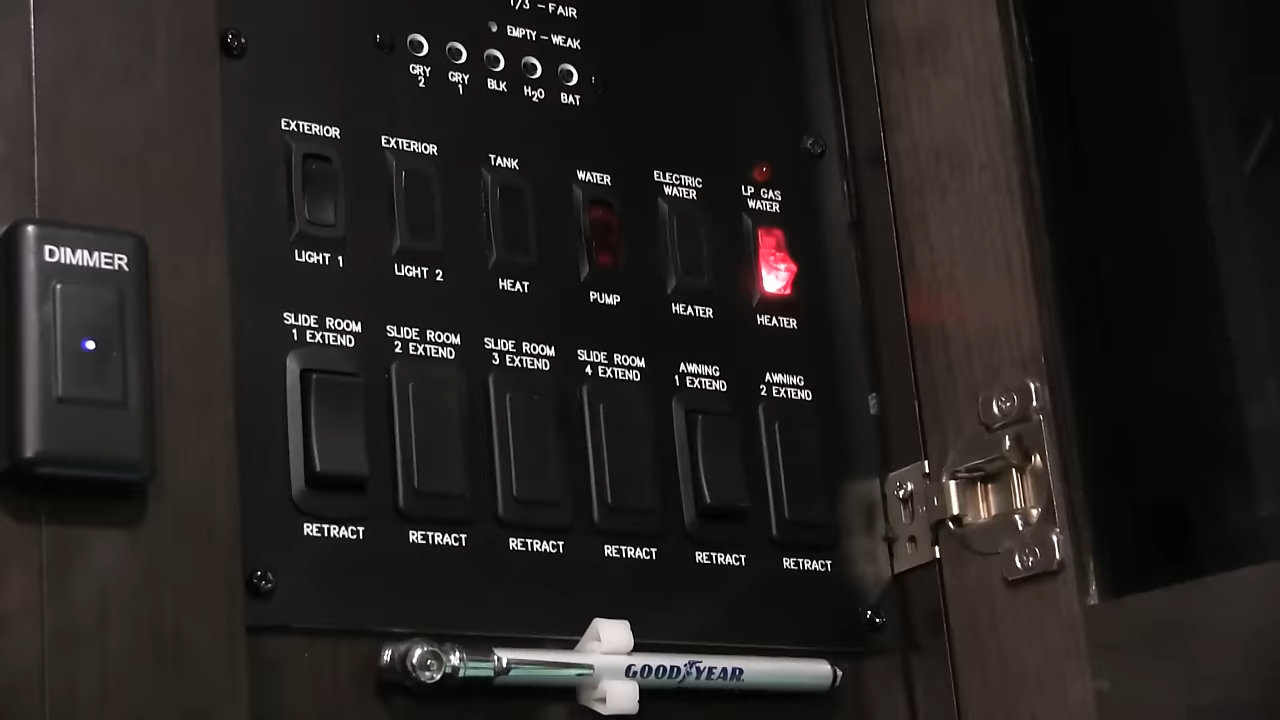 1/3 - FAIR
EMPTY - WEAK
GRY 2
GRY 1
BLK
H2O
BAT
EXTERIOR
LIGHT 1
EXTERIOR
LIGHT 2
TANK
HEAT
WATER
PUMP
ELECTRIC
WATER
HEATER
LP GAS
WATER
HEATER
DIMMER
SLIDE ROOM
1 EXTEND
RETRACT
SLIDE ROOM
2 EXTEND
RETRACT
SLIDE ROOM
3 EXTEND
RETRACT
SLIDE ROOM
4 EXTEND
RETRACT
AWNING
1 EXTEND
RETRACT
AWNING
2 EXTEND
RETRACT
GOODYEAR